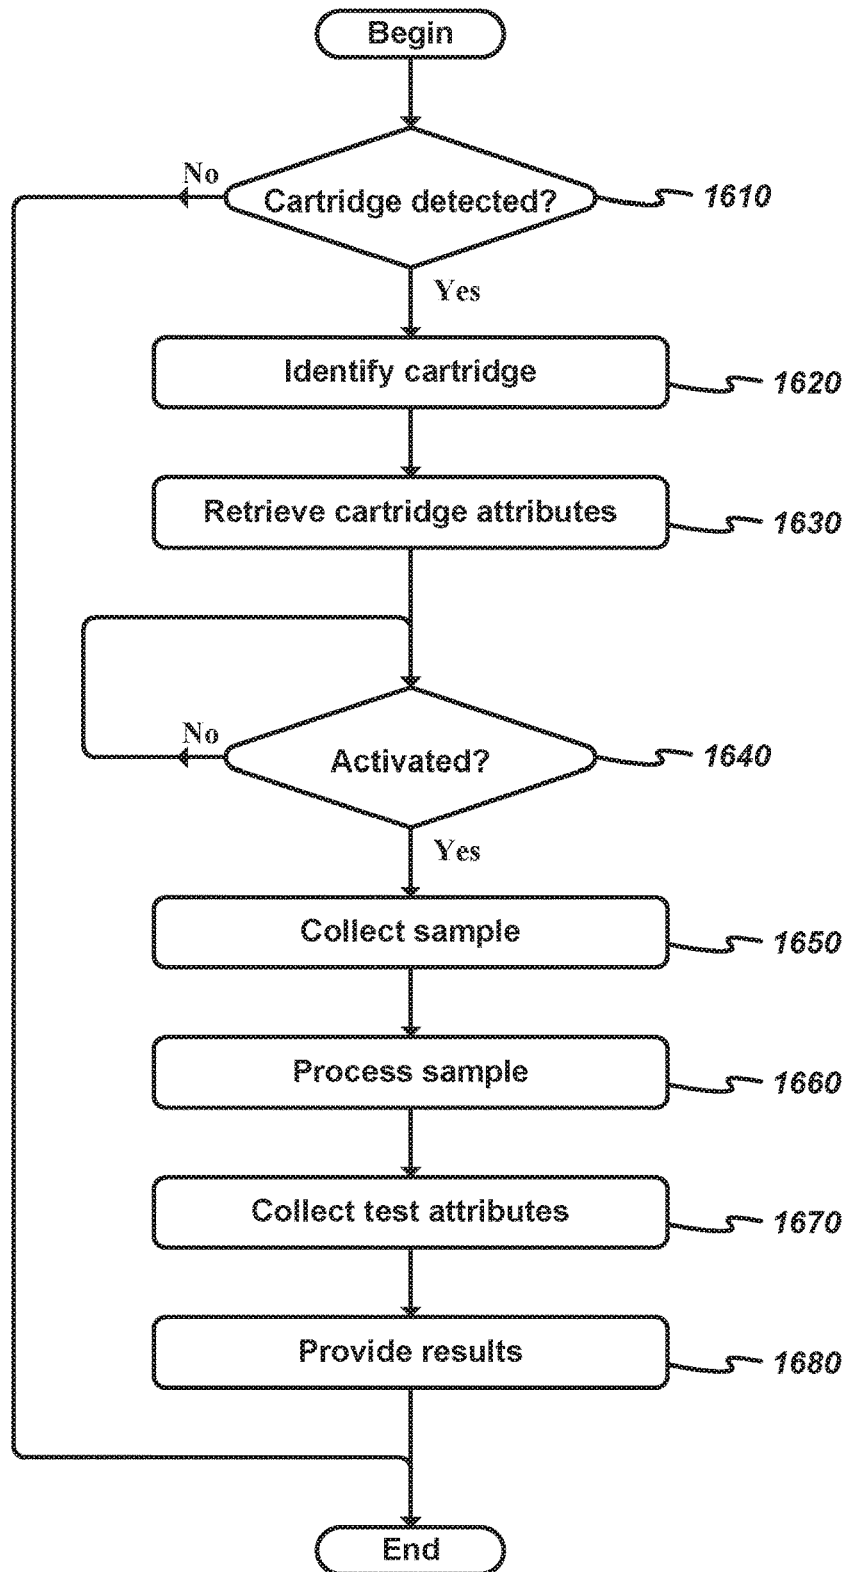 Begin
No
Cartridge detected?
1610
Yes
Identify cartridge
1620
Retrieve cartridge attributes
1630
No
Activated?
1640
Yes
Collect sample
1650
Process sample
1660
Collect test attributes
1670
Provide results
1680
End